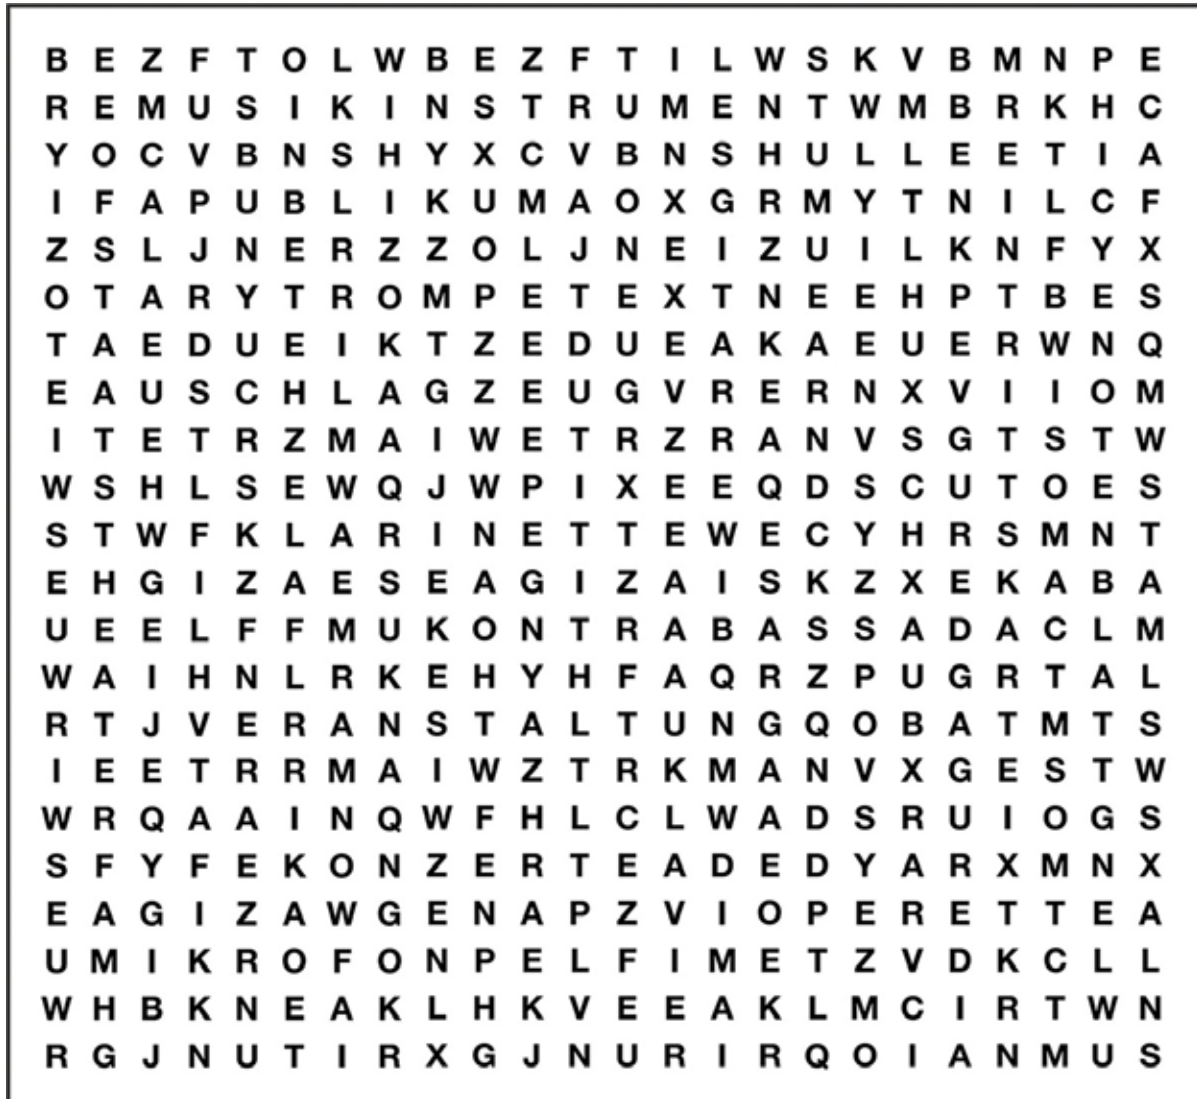 B E Z F T O L W B E Z F T I L W S K V B M N P E
R E M U S I K I N S T R U M E N T W M B R K H C
Y O C V B N S H Y X C V B N S H U L L E E T I A
I F A P U B L I K U M A O X G R M Y T N I L C F
Z S L J N E R Z Z O L J N E I Z U I L K N F Y X
O T A R Y T R O M P E T E X T N E E H P T B E S
T A E D U E I K T Z E D U E A K A E U E R W N Q
E A U S C H L A G Z E U G V R E R N X V I I O M
I T E T R Z M A I W E T R Z R A N V S G T S T W
W S H L S E W Q J W P I X E E Q D S C U T O E S
S T W F K L A R I N E T T E W E C Y H R S M N T
E H G I Z A E S E A G I Z A I S K Z X E K A B A
U E E L F F M U K O N T R A B A S S A D A C L M
W A I H N L R K E H Y H F A Q R Z P U G R T A L
R T J V E R A N S T A L T U N G Q O B A T M T S
I E E T R R M A I W Z T R K M A N V X G E S T W
W R Q A A I N Q W F H L C L W A D S R U I O G S
S F Y F E K O N Z E R T E A D E D Y A R X M N X
E A G I Z A W G E N A P Z V I O P E R E T T E A
U M I K R O F O N P E L F I M E T Z V D K C L L
W H B K N E A K L H K V E E A K L M C I R T W N
R G J N U T I R X G J N U R I R Q O I A N M U S